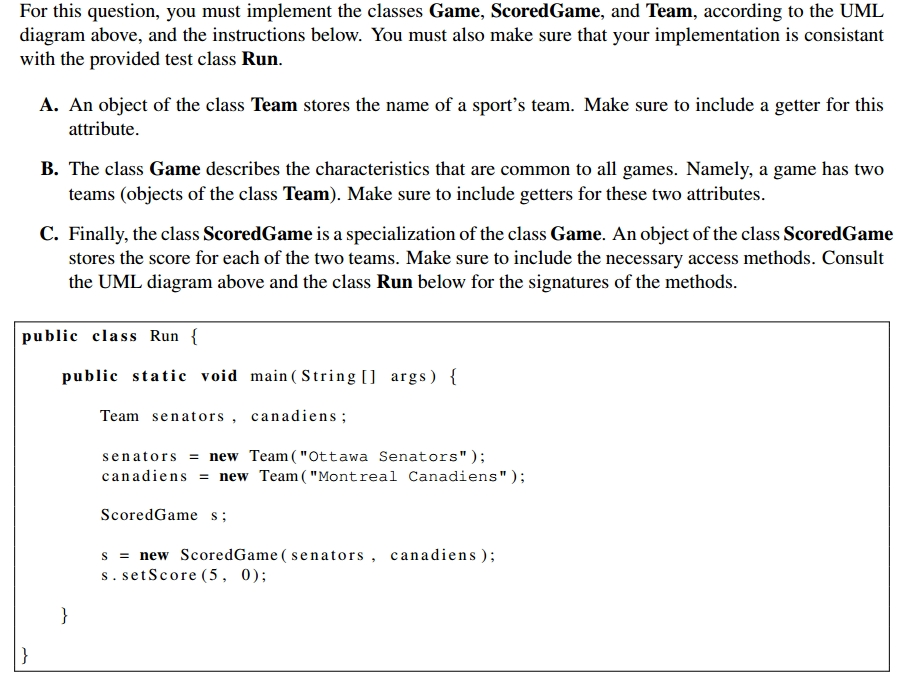 For this question, you must implement the classes Game, ScoredGame, and Team, according to the UML
diagram above, and the instructions below. You must also make sure that your implementation is consistant
with the provided test class Run.
A. An object of the class Team stores the name of a sport's team. Make sure to include a getter for this
attribute.
B. The class Game describes the characteristics that are common to all games. Namely, a game has two
teams (objects of the class Team). Make sure to include getters for these two attributes.
C. Finally, the class ScoredGame is a specialization of the class Game. An object of the class ScoredGame
stores the score for each of the two teams. Make sure to include the necessary access methods. Consult
the UML diagram above and the class Run below for the signatures of the methods.
public class Run {
public static void main(String[] args) {
Team senators, canadiens;
senators = new Team("Ottawa Senators");
canadiens = new Team("Montreal Canadiens");
ScoredGame s;
s = new ScoredGame(senators, canadiens);
s.setScore(5, 0);
}
}